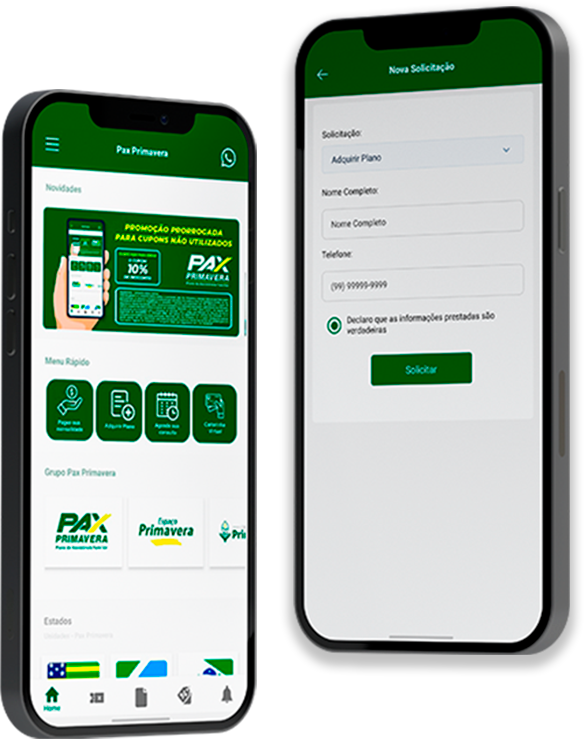 Pax Primavera
Novidades
PROMOÇÃO PRORROGADA
PARA CUPONS NÃO UTILIZADOS
10%
PAX
PRIMAVERA
Menu Rápido
Pague sua
mensalidade
Adquirir Plano
Agende sua
consulta
Carteirinha
Virtual
Grupo Pax Primavera
PAX
PRIMAVERA
Espaço
Primavera
Pri
Estados
Unidades - Pax Primavera
Home
Nova Solicitação
Solicitação:
Adquirir Plano
Nome Completo:
Nome Completo
Telefone:
(99) 99999-9999
Declaro que as informações prestadas são
verdadeiras
Solicitar